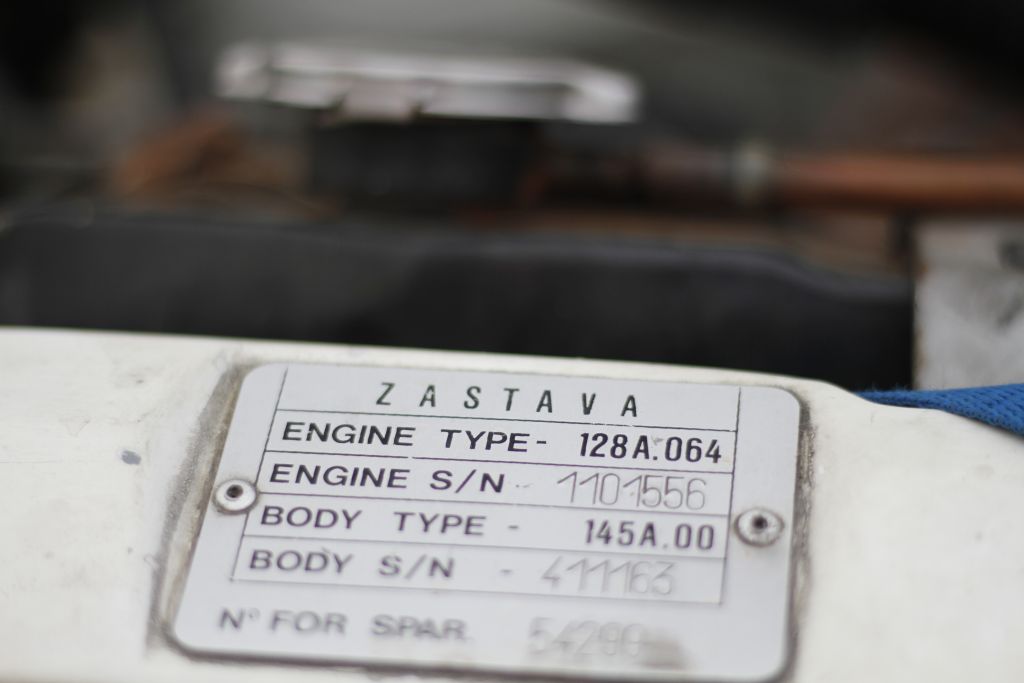 ZASTAVA
ENGINE TYPE - 128A.064
ENGINE S/N - 1101556
BODY TYPE - 145A.00
BODY S/N - 411163
N° FOR SPAR.